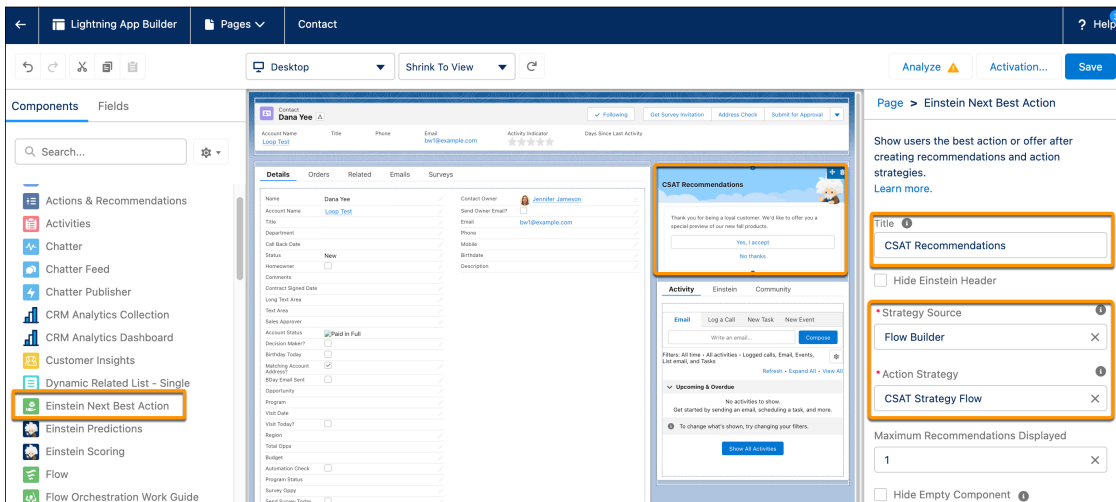 Lightning App Builder
Pages
Contact
? Help
Desktop
Shrink To View
Analyze
Activation...
Save
Components
Fields
Search...
Actions & Recommendations
Activities
Chatter
Chatter Feed
Chatter Publisher
CRM Analytics Collection
CRM Analytics Dashboard
Customer Insights
Dynamic Related List - Single
Einstein Next Best Action
Einstein Predictions
Einstein Scoring
Flow
Flow Orchestration Work Guide
Contact
Dana Yee
Following
Get Survey Invitation
Address Check
Submit for Approval
Account Name
Title
Phone
Email
Activity Indicator
Days Since Last Activity
Loop Test
bw1@example.com
Details
Orders
Related
Emails
Surveys
Name
Dana Yee
Contact Owner
Jennifer Jameson
Account Name
Loop Test
Send Owner Email?
Title
Email
bw1@example.com
Department
Phone
Call Back Date
Mobile
Status
New
Birthdate
Homeowner
Description
Comments
Contract Signed Date
Long Text Area
Text Area
Sales Approver
Account Status
Paid in Full
Decision Maker?
Birthday Today
Matching Account
Address?
BDay Email Sent
Opportunity
Program
Visit Date
Visit Today?
Region
Total Opps
Budget
Automation Check
Program Status
Survey Oppy
Send Survey Today
CSAT Recommendations
Thank you for being a loyal customer. We'd like to offer you a
special preview of our new fall products.
Yes, I accept
No thanks
Activity
Einstein
Community
Email
Log a Call
New Task
New Event
Write an email...
Compose
Filters: All time • All activities • Logged calls, Email, Events,
List email, and Tasks
Refresh • Expand All • View All
Upcoming & Overdue
No activities to show.
Get started by sending an email, scheduling a task, and more.
To change what's shown, try changing your filters.
Show All Activities
Page > Einstein Next Best Action
Show users the best action or offer after
creating recommendations and action
strategies.
Learn more.
Title
CSAT Recommendations
Hide Einstein Header
*Strategy Source
Flow Builder
*Action Strategy
CSAT Strategy Flow
Maximum Recommendations Displayed
1
Hide Empty Component